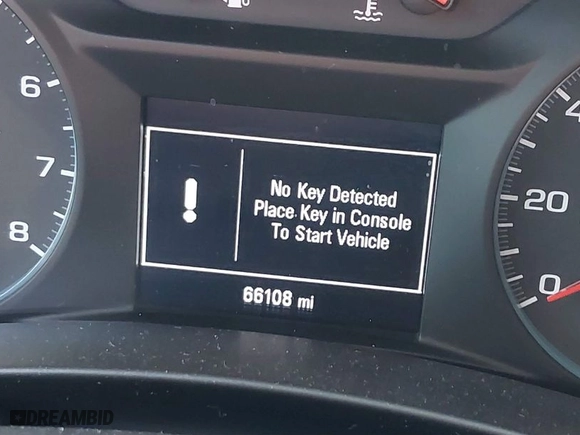 6
7
8
No Key Detected
Place Key in Console
To Start Vehicle
!
66108 mi
20
0
DREAMBID